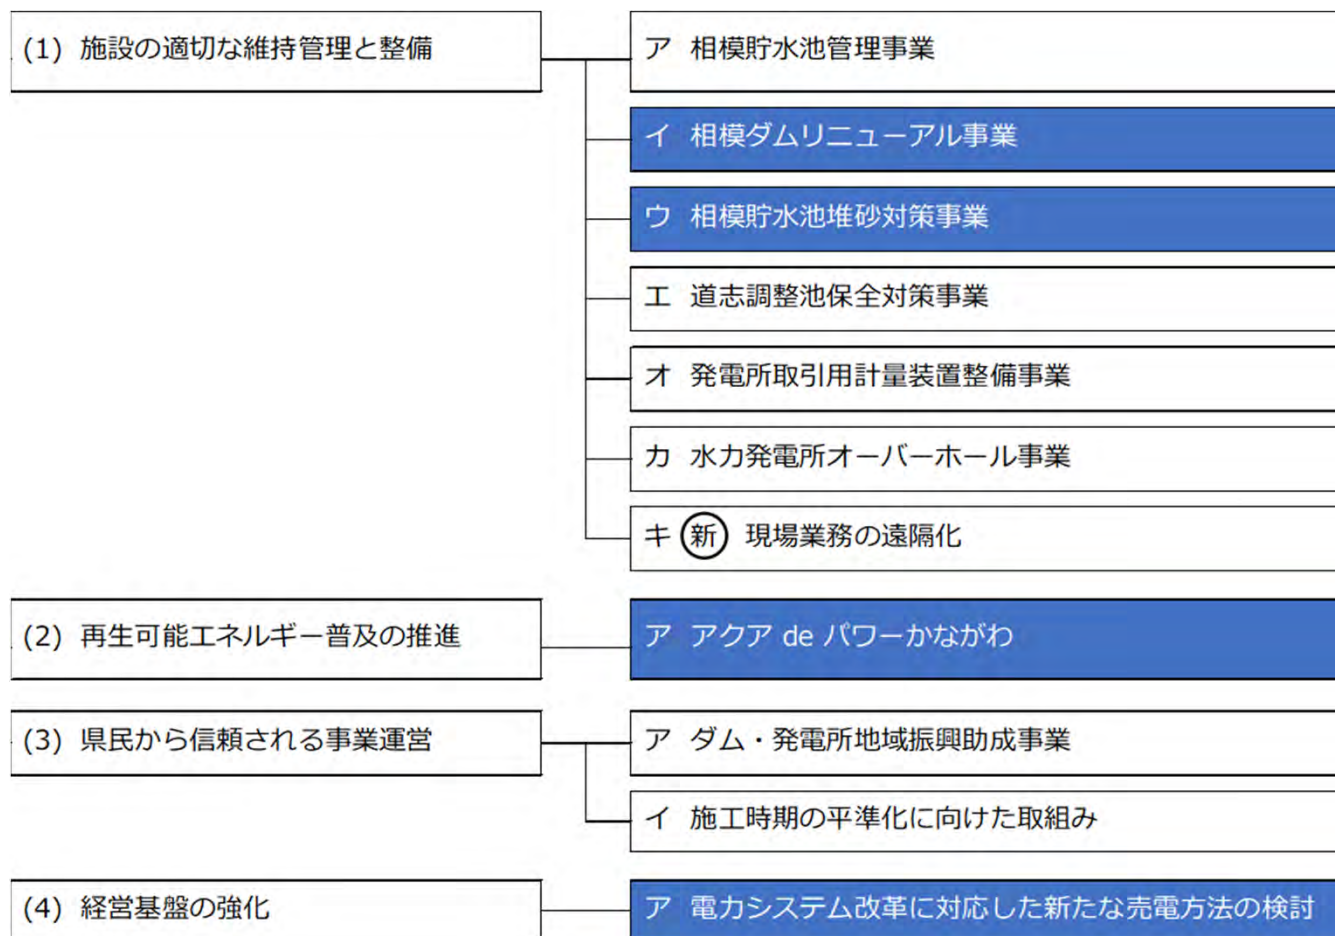 (1) 施設の適切な維持管理と整備
ア 相模貯水池管理事業
イ 相模ダムリニューアル事業
ウ 相模貯水池堆砂対策事業
エ 道志調整池保全対策事業
オ 発電所取引用計量装置整備事業
カ 水力発電所オーバーホール事業
キ 新 現場業務の遠隔化
(2) 再生可能エネルギー普及の推進
ア アクア de パワーかながわ
(3) 県民から信頼される事業運営
ア ダム・発電所地域振興助成事業
イ 施工時期の平準化に向けた取組み
(4) 経営基盤の強化
ア 電力システム改革に対応した新たな売電方法の検討